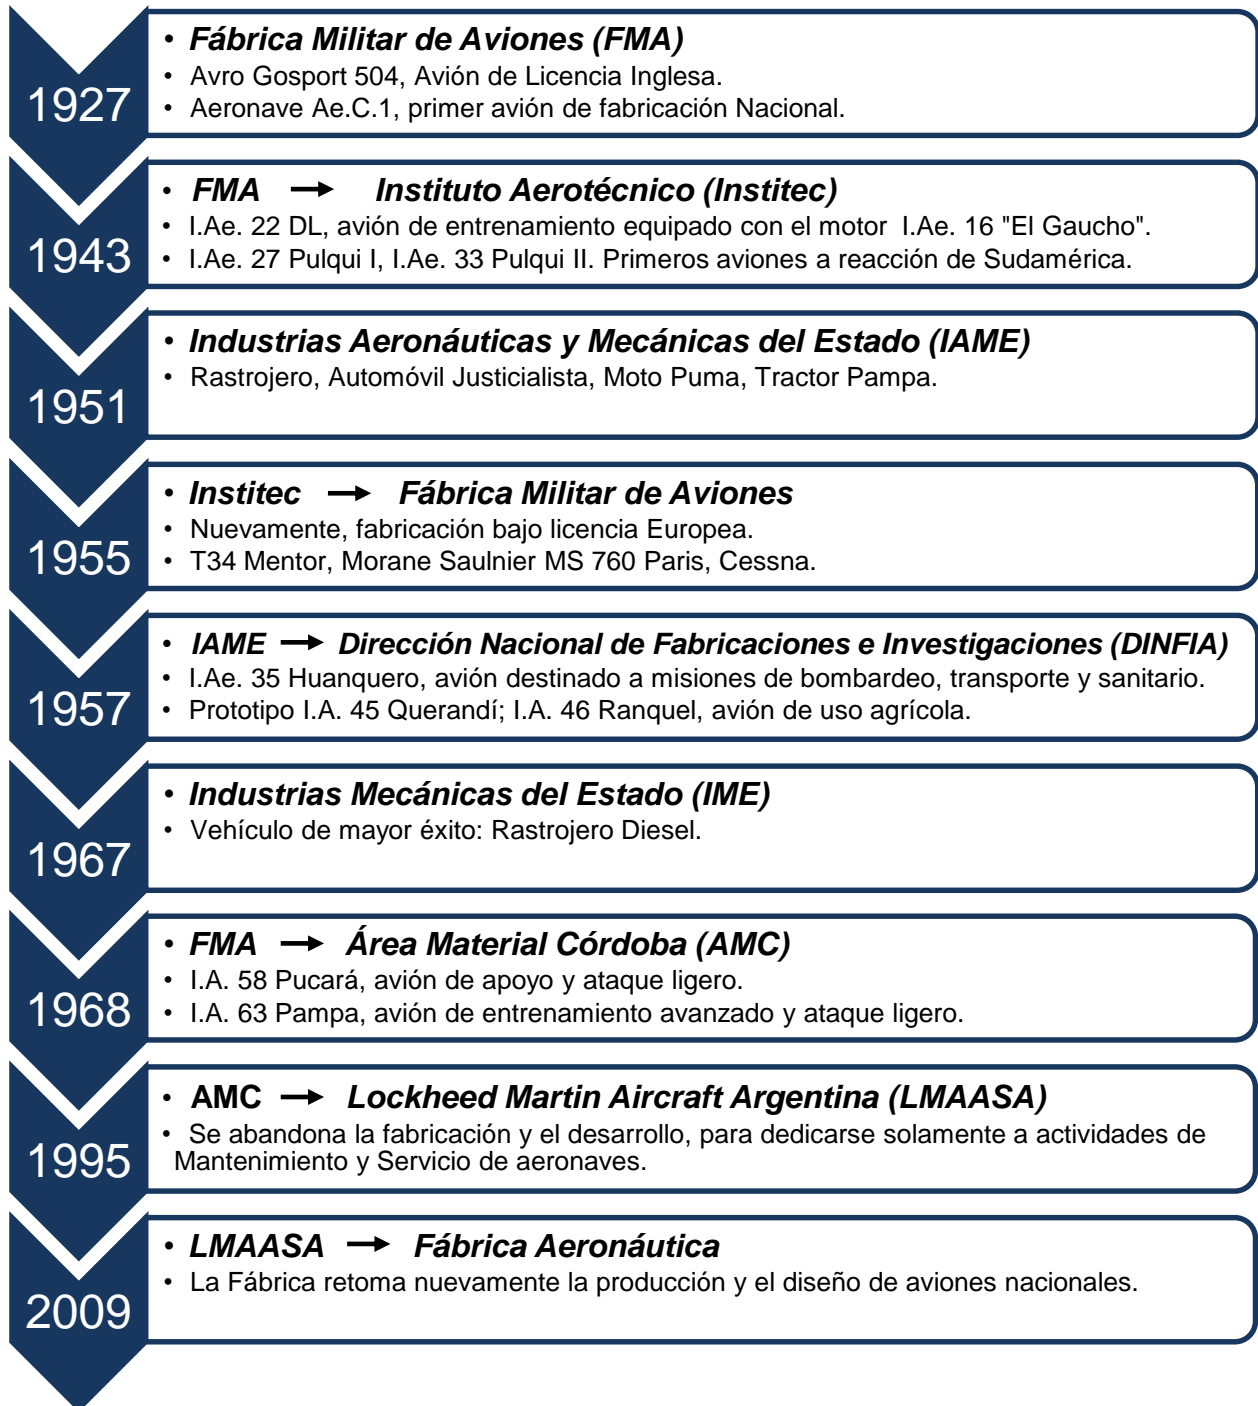 1927
• Fábrica Militar de Aviones (FMA)
• Avro Gosport 504, Avión de Licencia Inglesa.
• Aeronave Ae.C.1, primer avión de fabricación Nacional.
1943
• FMA → Instituto Aerotécnico (Institec)
• I.Ae. 22 DL, avión de entrenamiento equipado con el motor I.Ae. 16 "El Gaucho".
• I.Ae. 27 Pulqui I, I.Ae. 33 Pulqui II. Primeros aviones a reacción de Sudamérica.
1951
• Industrias Aeronáuticas y Mecánicas del Estado (IAME)
• Rastrojero, Automóvil Justicialista, Moto Puma, Tractor Pampa.
1955
• Institec → Fábrica Militar de Aviones
• Nuevamente, fabricación bajo licencia Europea.
• T34 Mentor, Morane Saulnier MS 760 Paris, Cessna.
1957
• IAME → Dirección Nacional de Fabricaciones e Investigaciones (DINFIA)
• I.Ae. 35 Huanquero, avión destinado a misiones de bombardeo, transporte y sanitario.
• Prototipo I.A. 45 Querandí; I.A. 46 Ranquel, avión de uso agrícola.
1967
• Industrias Mecánicas del Estado (IME)
• Vehículo de mayor éxito: Rastrojero Diesel.
1968
• FMA → Área Material Córdoba (AMC)
• I.A. 58 Pucará, avión de apoyo y ataque ligero.
• I.A. 63 Pampa, avión de entrenamiento avanzado y ataque ligero.
1995
• AMC → Lockheed Martin Aircraft Argentina (LMAASA)
• Se abandona la fabricación y el desarrollo, para dedicarse solamente a actividades de
Mantenimiento y Servicio de aeronaves.
2009
• LMAASA → Fábrica Aeronáutica
• La Fábrica retoma nuevamente la producción y el diseño de aviones nacionales.